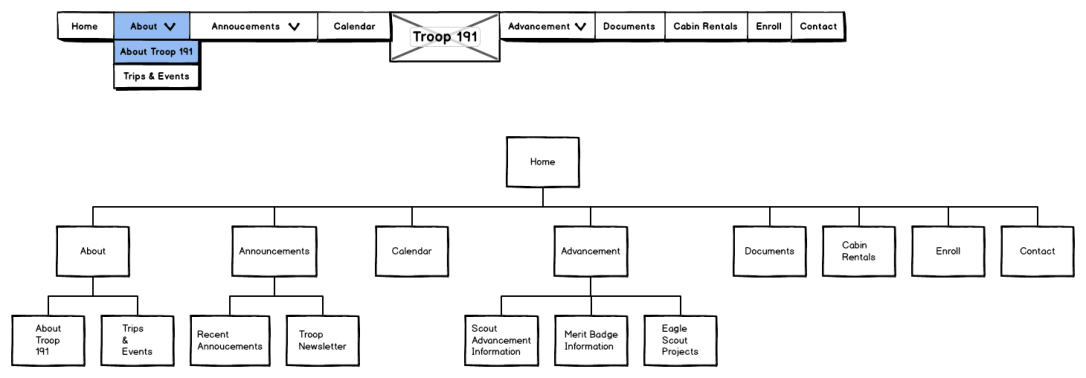 Home
About
Annoucements
Calendar
Troop 191
Advancement
Documents
Cabin Rentals
Enroll
Contact
About Troop 191
Trips & Events
Home
About
Announcements
Calendar
Advancement
Documents
Cabin
Rentals
Enroll
Contact
About
Troop
191
Trips
&
Events
Recent
Annoucements
Troop
Newsletter
Scout
Advancement
Information
Merit Badge
Information
Eagle
Scout
Projects